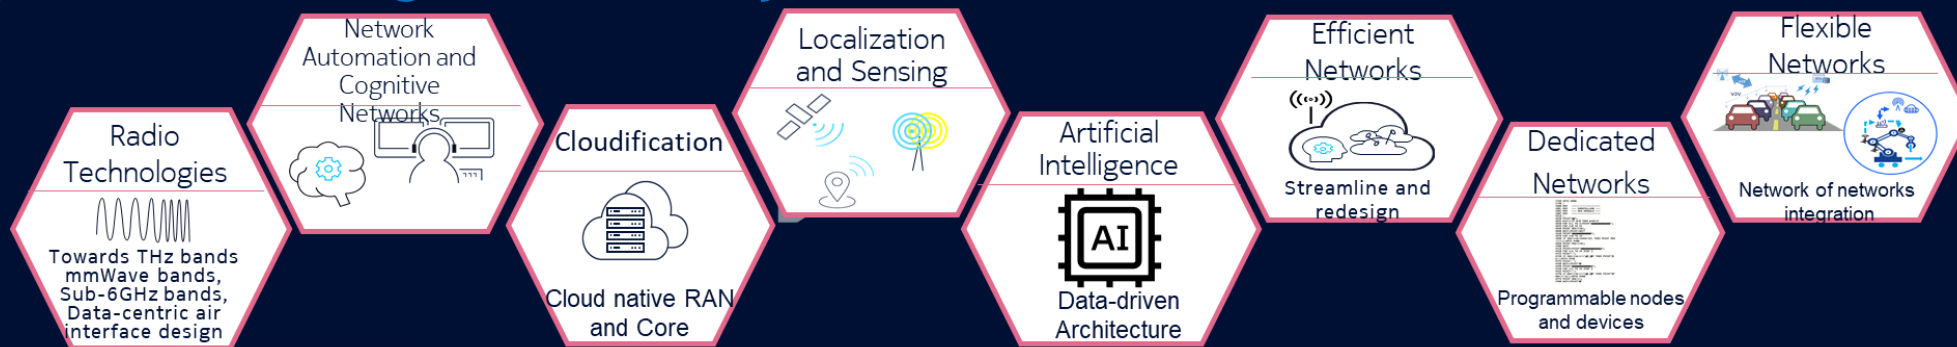 Radio
Technologies
Towards THz bands
mmWave bands,
Sub-6GHz bands,
Data-centric air
interface design
Network
Automation and
Cognitive
Networks
Cloudification
Cloud native RAN
and Core
Localization
and Sensing
Artificial
Intelligence
AI
Data-driven
Architecture
Efficient
Networks
Streamline and
redesign
Dedicated
Networks
Programmable nodes
and devices
Flexible
Networks
Network of networks
integration